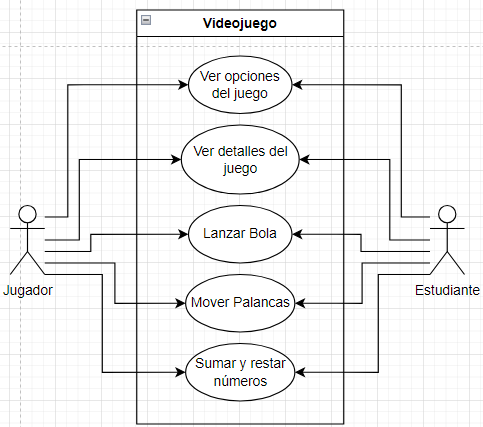 Videojuego
Ver opciones
del juego
Ver detalles del
juego
Lanzar Bola
Mover Palancas
Sumar y restar
números
Jugador
Estudiante